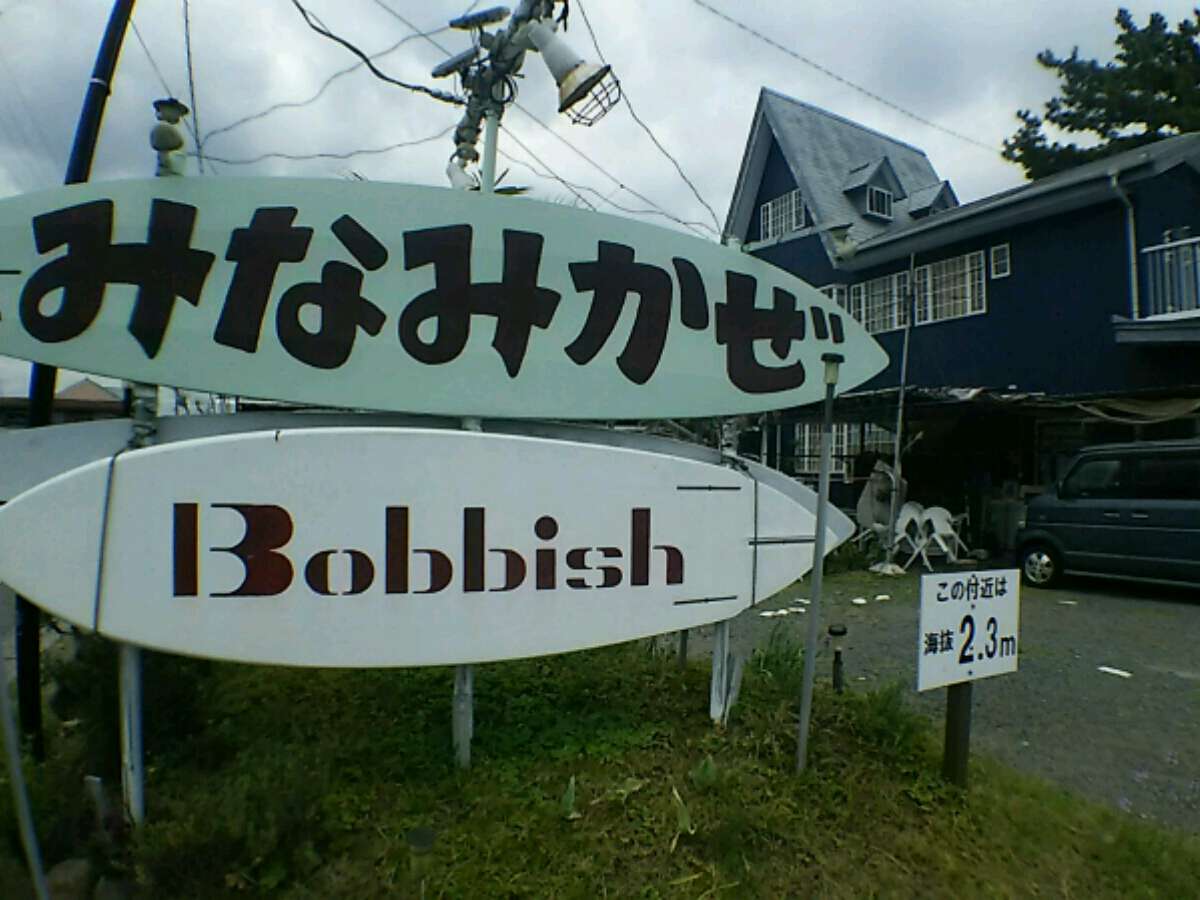 みなみかぜ
Bobbish
この付近は
海抜 2.3m